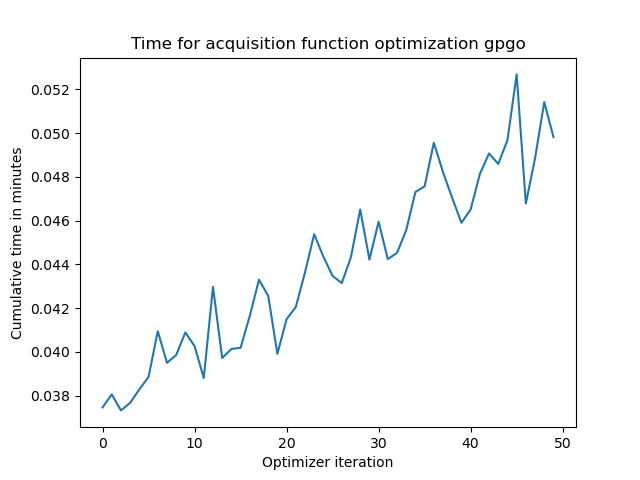 Time for acquisition function optimization gpgo
Cumulative time in minutes
0.052
0.050
0.048
0.046
0.044
0.042
0.040
0.038
0 10 20 30 40 50
Optimizer iteration